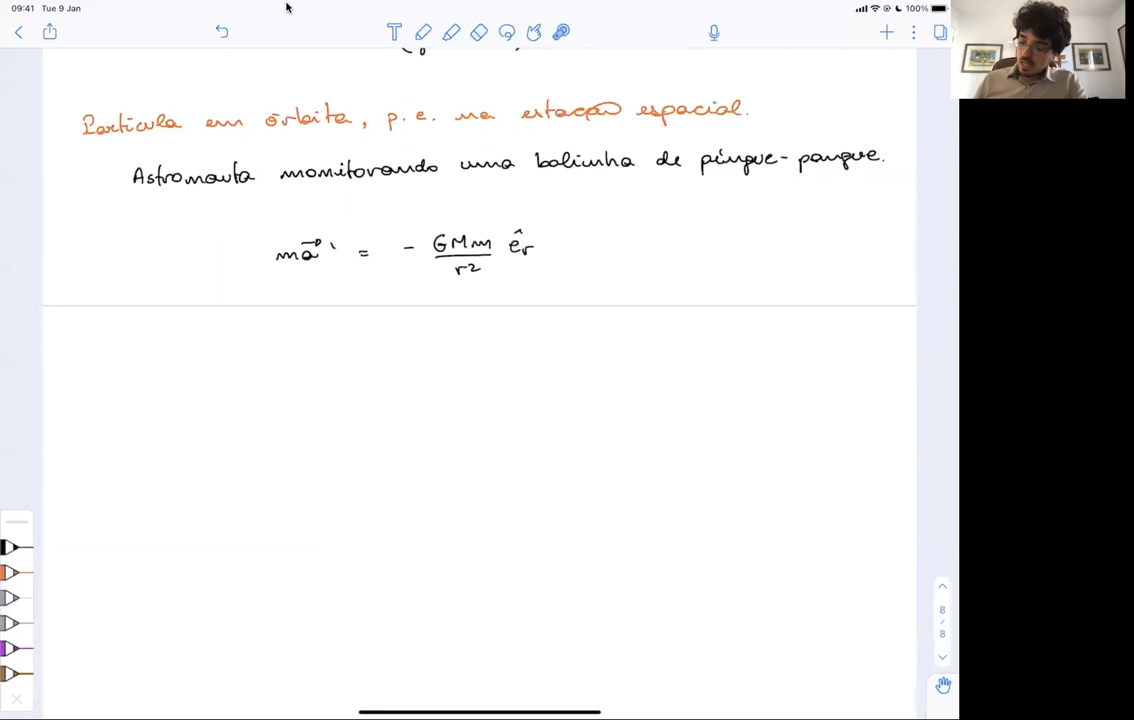 09:41 Tue 9 Jan
100%
Partícula em órbita, p.e. na estação espacial.
Astronauta monitorando uma bolinha de pingue-pongue.
ma⃗' = - GMm/r² ê_r
8
/
8